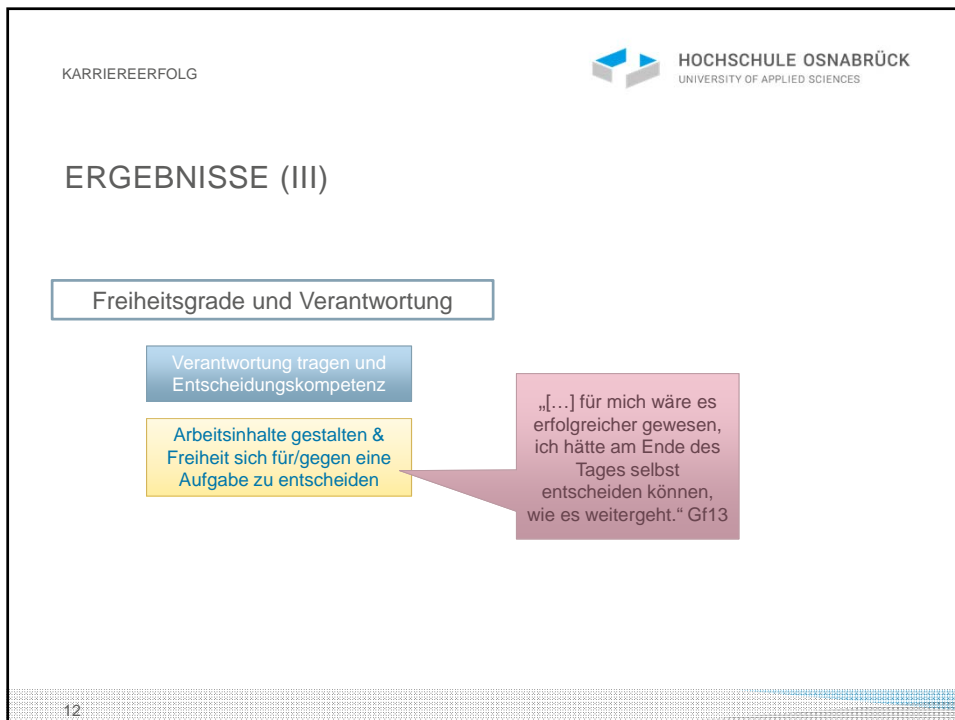 KARRIEREERFOLG
HOCHSCHULE OSNABRÜCK
UNIVERSITY OF APPLIED SCIENCES
ERGEBNISSE (III)
Freiheitsgrade und Verantwortung
Verantwortung tragen und
Entscheidungskompetenz
Arbeitsinhalte gestalten &
Freiheit sich für/gegen eine
Aufgabe zu entscheiden
„[…] für mich wäre es
erfolgreicher gewesen,
ich hätte am Ende des
Tages selbst
entscheiden können,
wie es weitergeht.“ Gf13
12